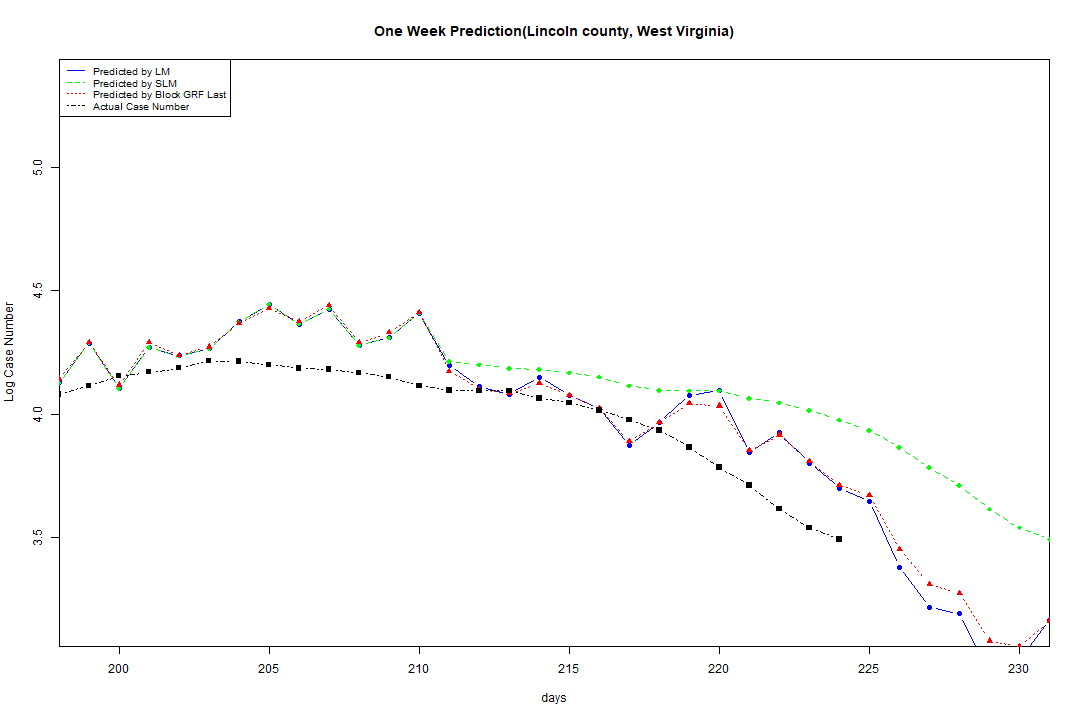 One Week Prediction(Lincoln county, West Virginia)
Predicted by LM
Predicted by SLM
Predicted by Block GRF Last
Actual Case Number
Log Case Number
5.0
4.5
4.0
3.5
200 205 210 215 220 225 230
days